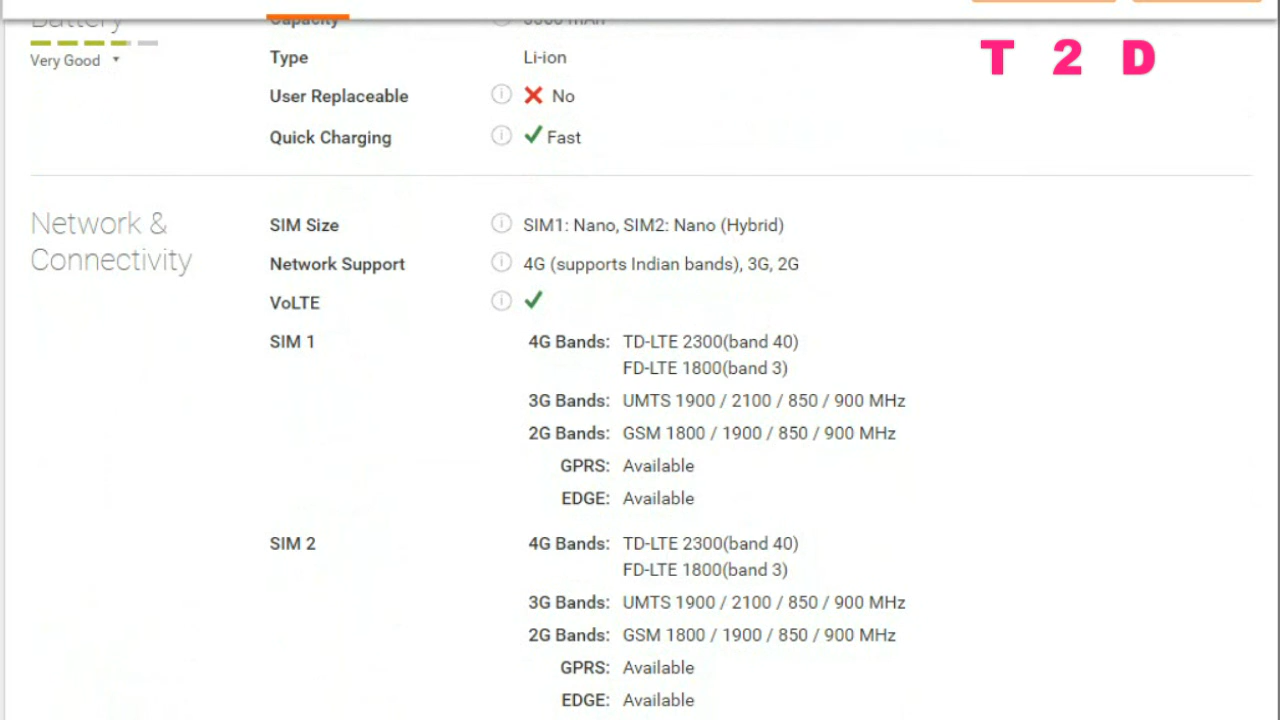 Battery
Very Good
Capacity
Type Li-ion
T 2 D
User Replaceable No
Quick Charging Fast
Network &
Connectivity
SIM Size SIM1: Nano, SIM2: Nano (Hybrid)
Network Support 4G (supports Indian bands), 3G, 2G
VoLTE
SIM 1 4G Bands: TD-LTE 2300(band 40)
FD-LTE 1800(band 3)
3G Bands: UMTS 1900 / 2100 / 850 / 900 MHz
2G Bands: GSM 1800 / 1900 / 850 / 900 MHz
GPRS: Available
EDGE: Available
SIM 2 4G Bands: TD-LTE 2300(band 40)
FD-LTE 1800(band 3)
3G Bands: UMTS 1900 / 2100 / 850 / 900 MHz
2G Bands: GSM 1800 / 1900 / 850 / 900 MHz
GPRS: Available
EDGE: Available